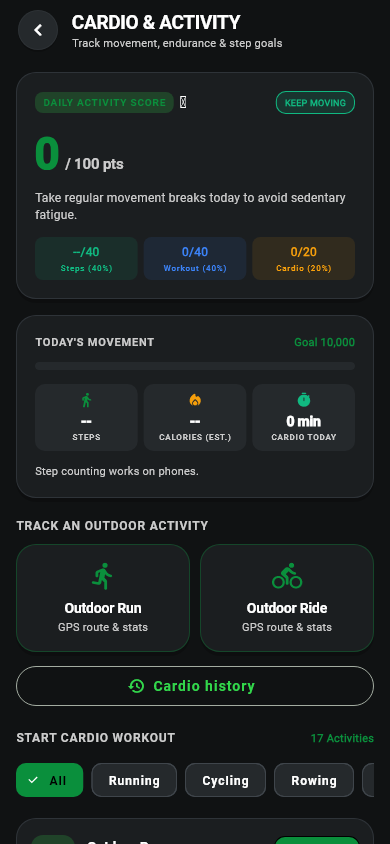 CARDIO & ACTIVITY
Track movement, endurance & step goals
DAILY ACTIVITY SCORE
KEEP MOVING
0 / 100 pts
Take regular movement breaks today to avoid sedentary
fatigue.
--/40
Steps (40%)
0/40
Workout (40%)
0/20
Cardio (20%)
TODAY'S MOVEMENT
Goal 10,000
--
STEPS
--
CALORIES (EST.)
0 min
CARDIO TODAY
Step counting works on phones.
TRACK AN OUTDOOR ACTIVITY
Outdoor Run
GPS route & stats
Outdoor Ride
GPS route & stats
Cardio history
START CARDIO WORKOUT
17 Activities
All
Running
Cycling
Rowing